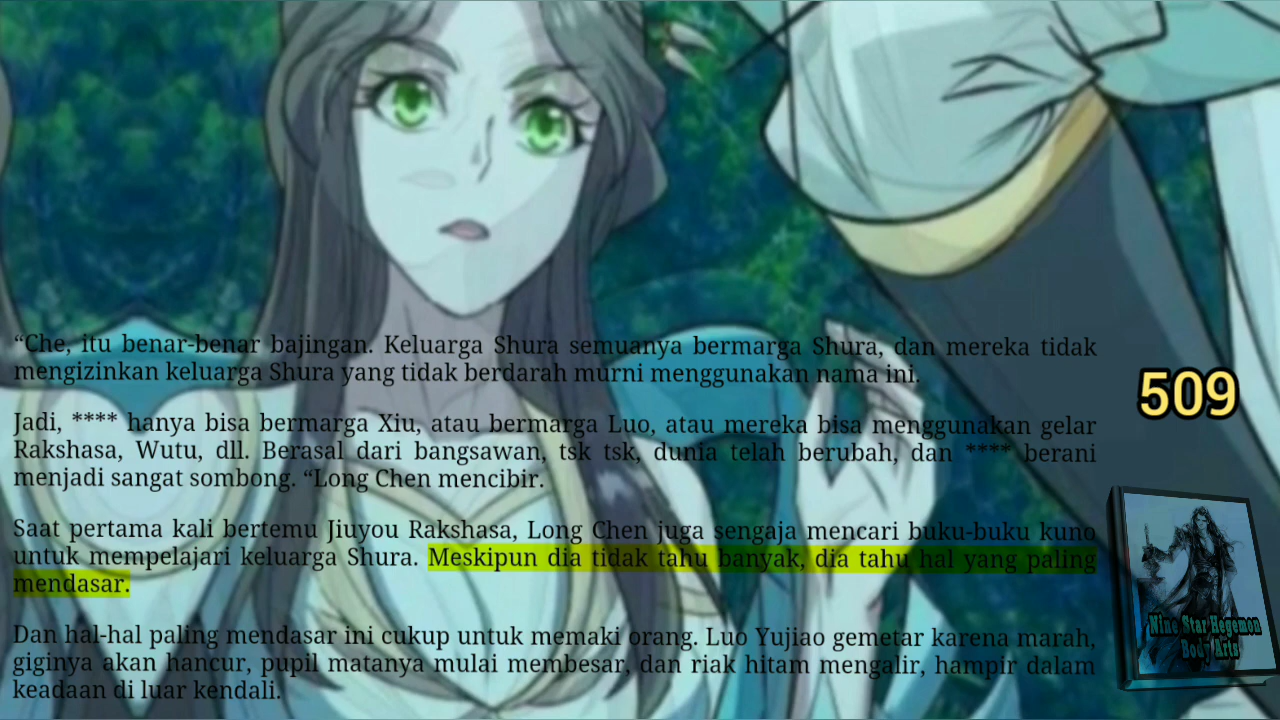 “Che, itu benar-benar bajingan. Keluarga Shura semuanya bermarga Shura, dan mereka tidak
mengizinkan keluarga Shura yang tidak berdarah murni menggunakan nama ini.
Jadi, **** hanya bisa bermarga Xiu, atau bermarga Luo, atau mereka bisa menggunakan gelar
Rakshasa, Wutu, dll. Berasal dari bangsawan, tsk tsk, dunia telah berubah, dan **** berani
menjadi sangat sombong. “Long Chen mencibir.
Saat pertama kali bertemu Jiuyou Rakshasa, Long Chen juga sengaja mencari buku-buku kuno
untuk mempelajari keluarga Shura. Meskipun dia tidak tahu banyak, dia tahu hal yang paling
mendasar.
Dan hal-hal paling mendasar ini cukup untuk memaki orang. Luo Yujiao gemetar karena marah,
giginya akan hancur, pupil matanya mulai membesar, dan riak hitam mengalir, hampir dalam
keadaan di luar kendali.
509
Nine Star Hegemon
Body Arts